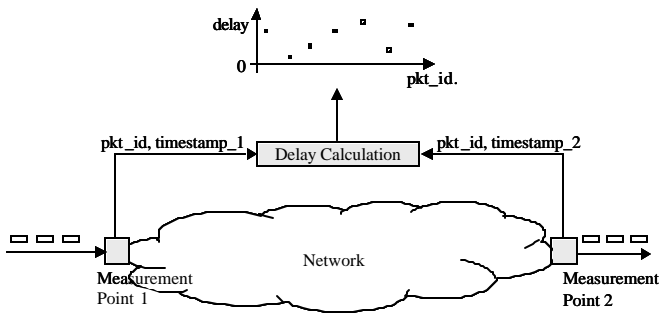 delay
0
pkt_id.
pkt_id, timestamp_1
Delay Calculation
pkt_id, timestamp_2
Network
Measurement
Point 1
Measurement
Point 2